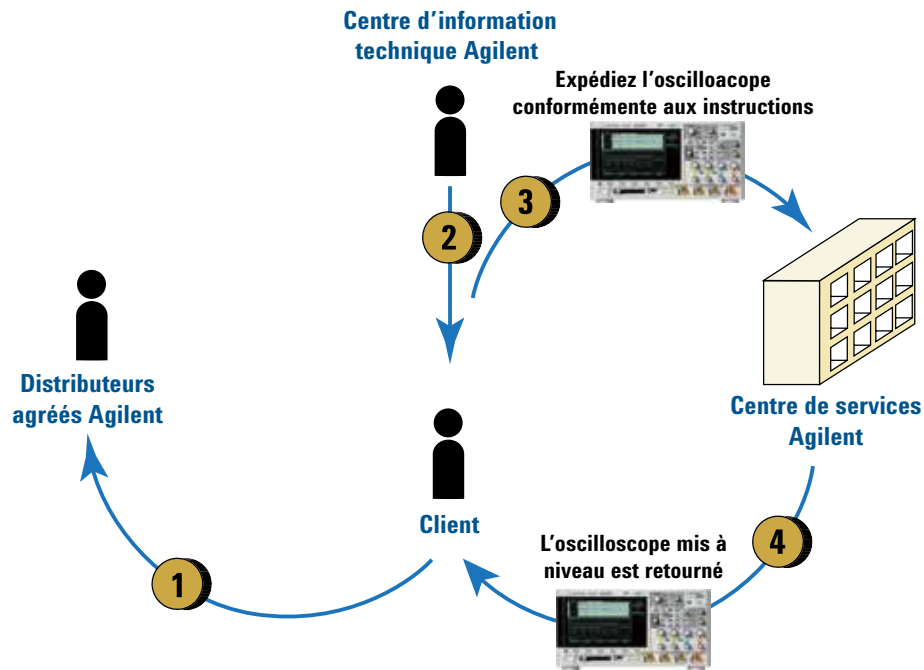 Centre d'information
technique Agilent
Expédiez l'oscilloacope
conformémente aux instructions
3
2
Distributeurs
agréés Agilent
Centre de services
Agilent
Client
4
L'oscilloscope mis à
niveau est retourné
1